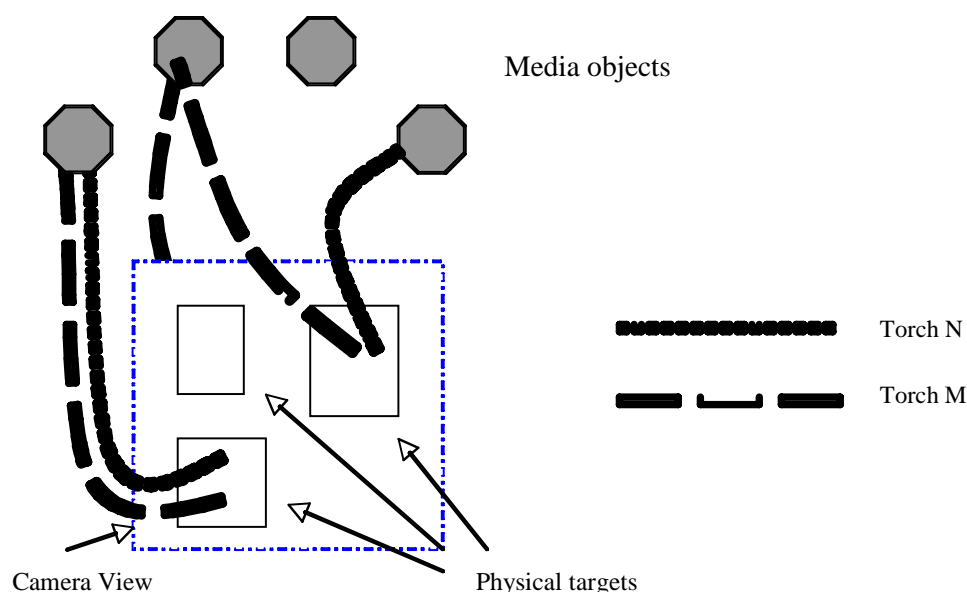 Media objects
Torch N
Torch M
Camera View
Physical targets